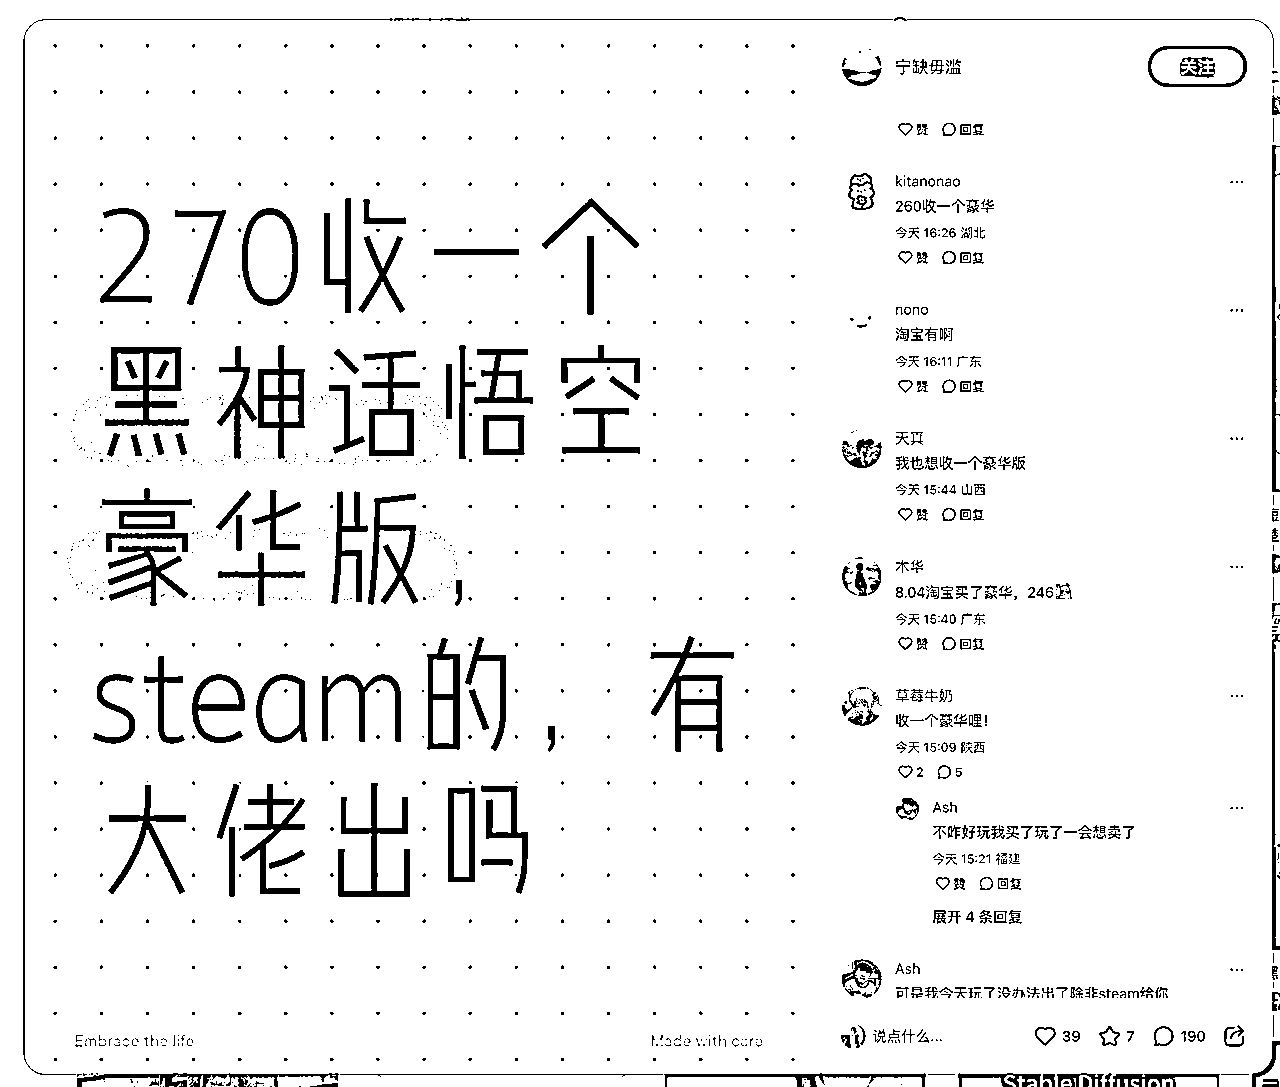 270收一个
黑神话悟空
豪华版，
steam的，有
大佬出吗
Embrace the life
Made with care
宁缺毋滥
关注
赞 回复
kitanonao
260收一个豪华
今天 16:26 湖北
赞 回复
nono
淘宝有啊
今天 16:11 广东
赞 回复
天真
我也想收一个豪华版
今天 15:44 山西
赞 回复
木华
8.04淘宝买了豪华，246
今天 15:40 广东
赞 回复
草莓牛奶
收一个豪华哩!
今天 15:09 陕西
2 5
Ash
不咋好玩我买了玩了一会想卖了
今天 15:21 福建
赞 回复
展开 4 条回复
Ash
可是我今天玩了没办法出了除非steam给你
说点什么...
39 7 190
Stable Diffusion